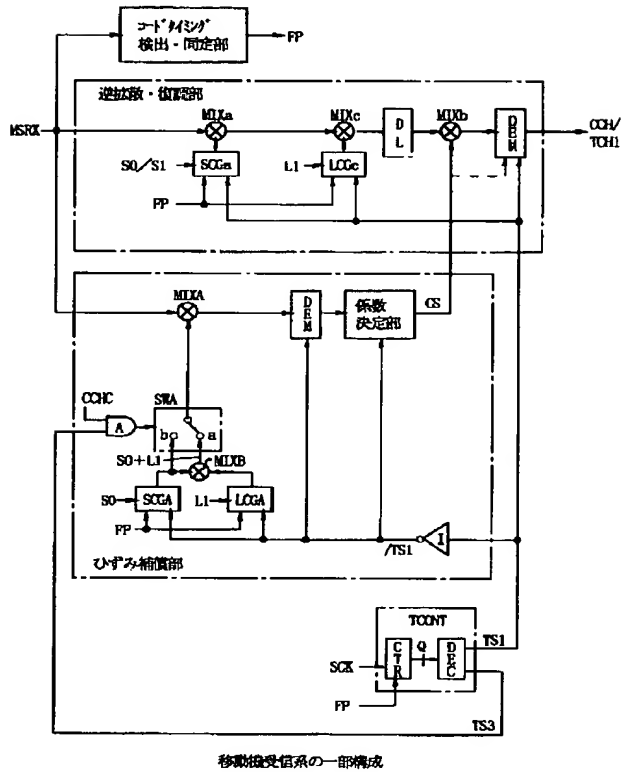 コードタイミング
検出・同定部
FP
逆拡散・復調部
MSRX
MIXa
MIXc
DL
MIXb
DEM
CCH/
TCH1
S0/S1
SCGa
L1
LCGc
FP
MIXA
DEM
係数
決定部
CS
CCHC
A
SWA
b
a
S0+L1
MIXB
S0
SCGA
L1
LCGA
FP
/TS1
I
ひずみ補償部
TCONT
CTR
Q
DEC
TS1
SCK
FP
TS3
移動機受信系の一部構成